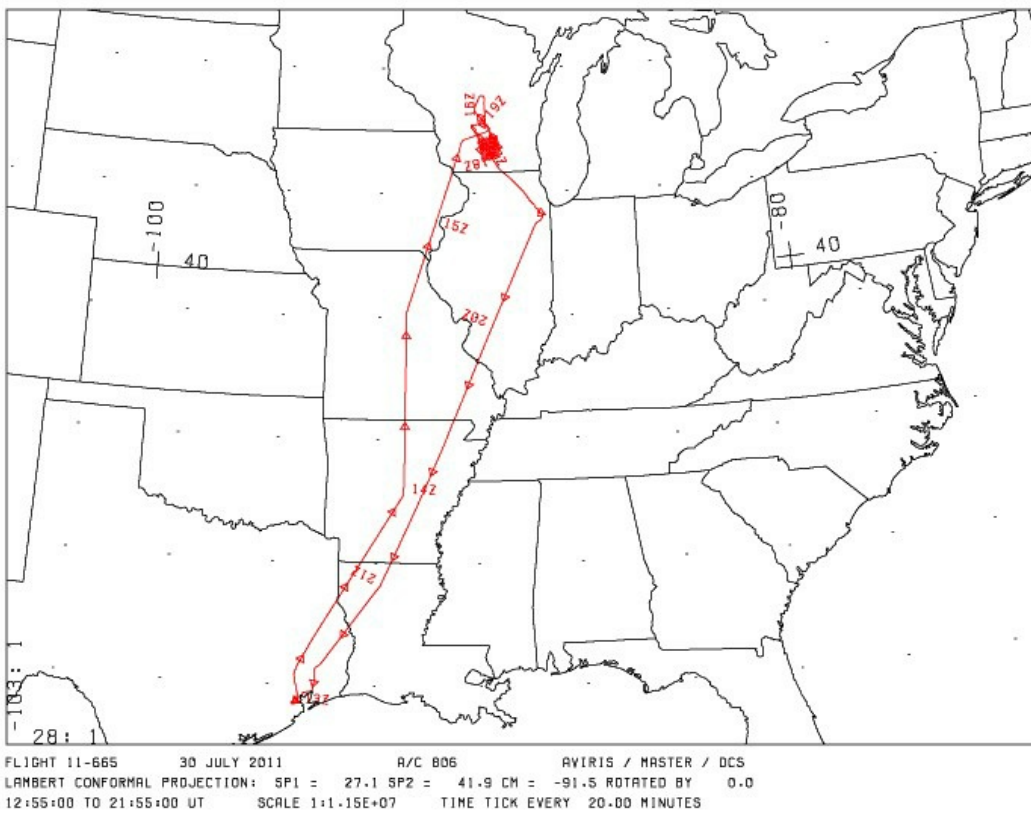 16Z
19Z
18Z
15Z
-100
40
-80
40
20Z
14Z
21Z
13Z
-103: 1
28: 1
FLIGHT 11-665 30 JULY 2011 A/C 806 AVIRIS / MASTER / DCS
LAMBERT CONFORMAL PROJECTION: SP1 = 27.1 SP2 = 41.9 CM = -91.5 ROTATED BY 0.0
12:55:00 TO 21:55:00 UT SCALE 1:1.15E+07 TIME TICK EVERY 20.00 MINUTES